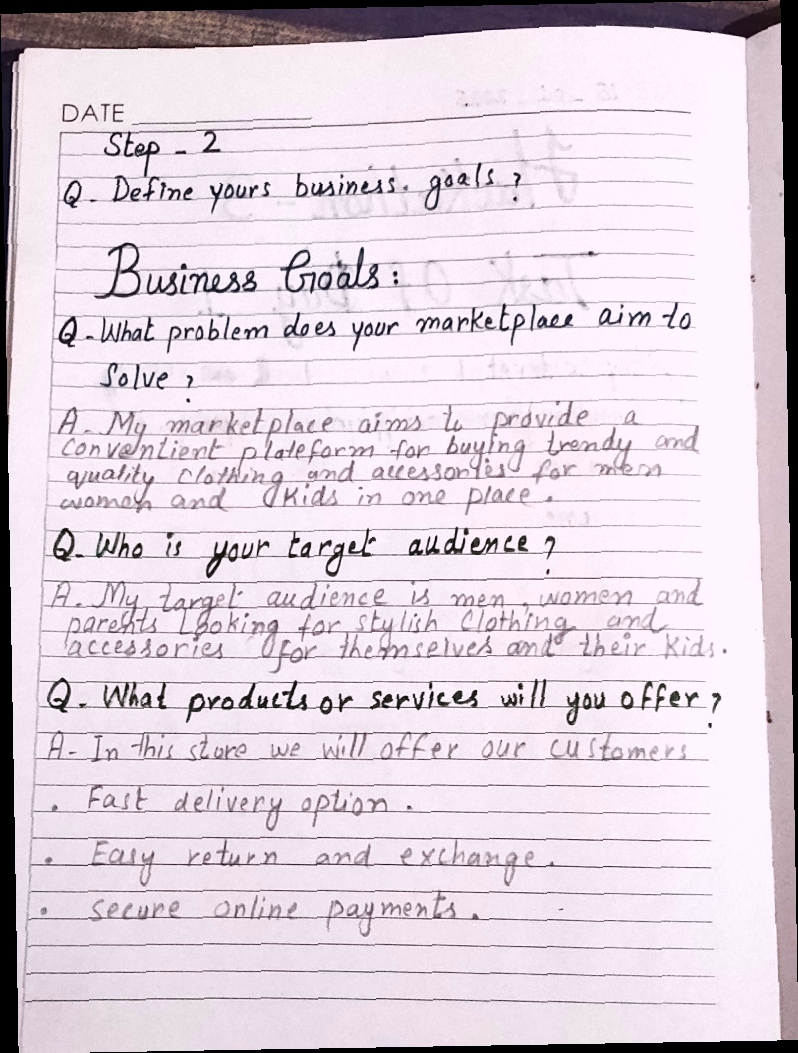 DATE
Step - 2
Q. Define yours business. goals.?
Business Goals:
Q. What problem does your marketplace aim to
Solve?
A. My marketplace aims to provide a
conventient plateform for buying trendy and
quality clothing and accessories for men
women and Kids in one place.
Q. Who is your target audience?
A. My target audience is men, women and
parents Looking for stylish Clothing and
accessories for themselves and their Kids.
Q. What products or services will you offer?
A- In this store we will offer our customers
. Fast delivery option.
. Easy return and exchange.
. Secure online payments.